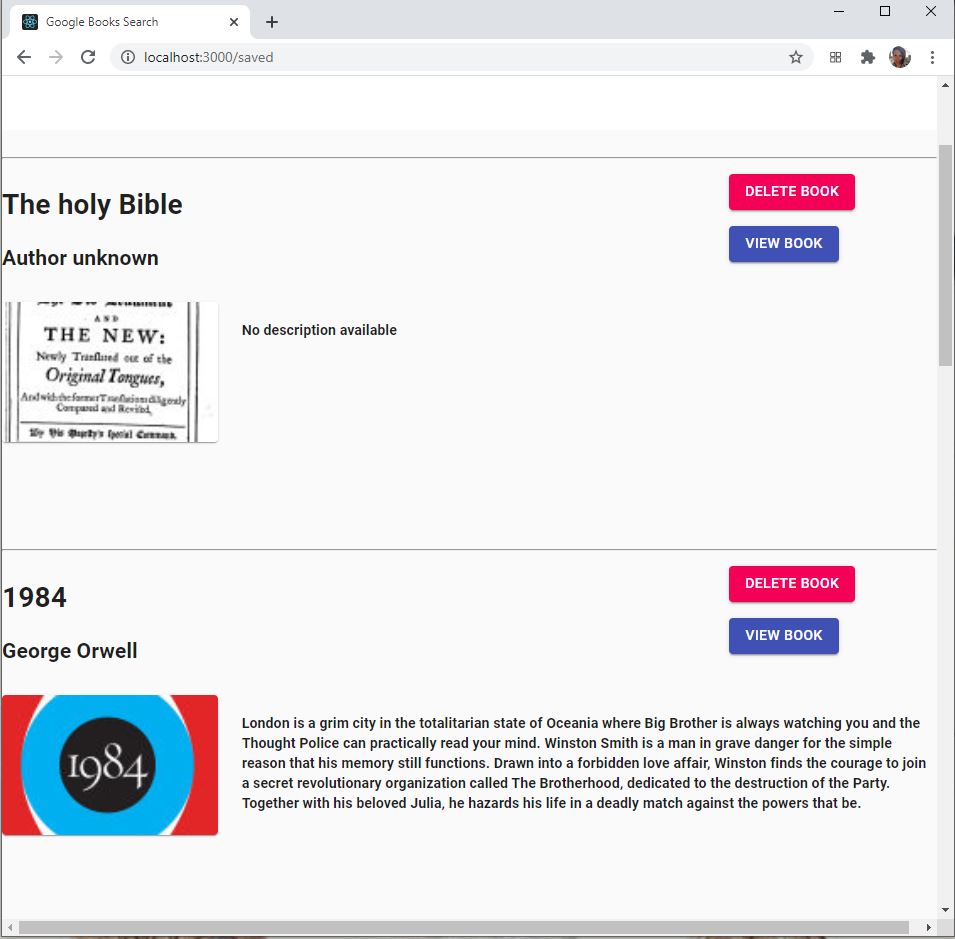 Google Books Search
localhost:3000/saved
The holy Bible
DELETE BOOK
VIEW BOOK
Author unknown
AND
THE NEW:
Newly Tranſlated out of the
Original Tongues,
And with the former Tranſlations diligently
Compared and Reviſed,
By His Majeſty's ſpecial Command.
No description available
1984
DELETE BOOK
VIEW BOOK
George Orwell
1984
London is a grim city in the totalitarian state of Oceania where Big Brother is always watching you and the
Thought Police can practically read your mind. Winston Smith is a man in grave danger for the simple
reason that his memory still functions. Drawn into a forbidden love affair, Winston finds the courage to join
a secret revolutionary organization called The Brotherhood, dedicated to the destruction of the Party.
Together with his beloved Julia, he hazards his life in a deadly match against the powers that be.